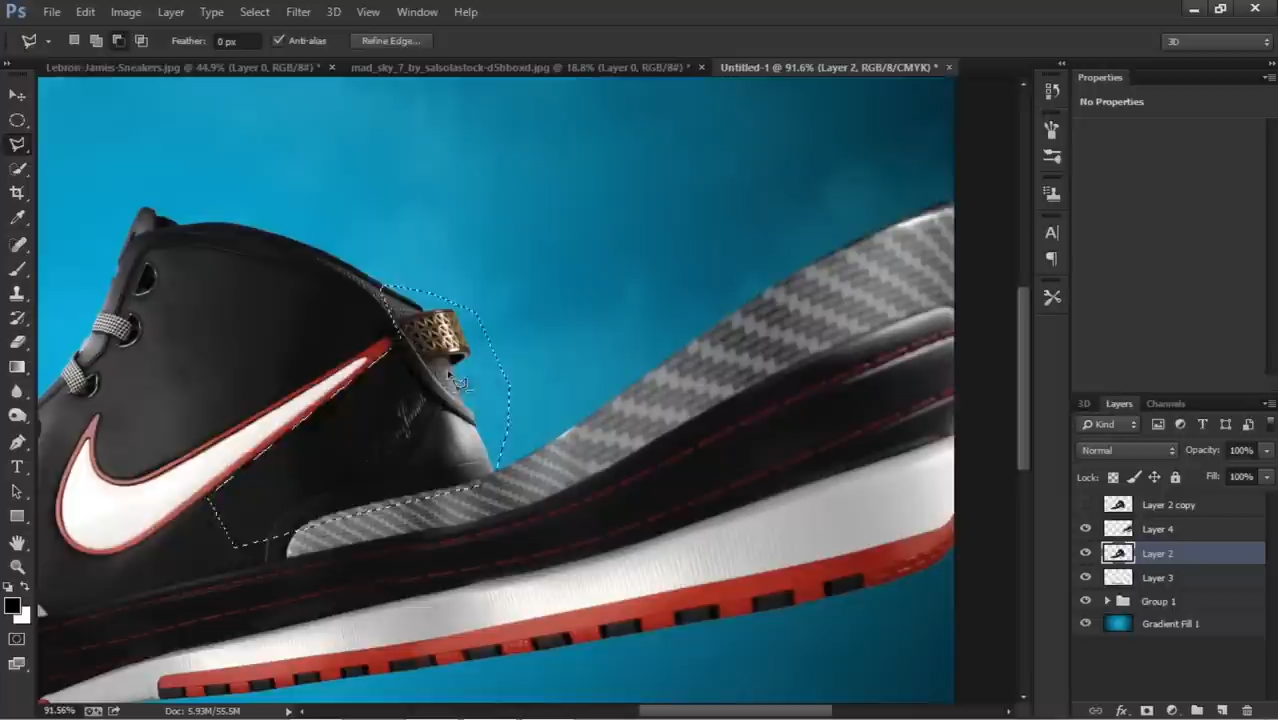 Ps File Edit Image Layer Type Select Filter 3D View Window Help
Feather: 0 px Anti-alias Refine Edge... 3D
Lebron-James-Sneakers.jpg @ 44.9% (Layer 0, RGB/8#) * × mad_sky_7_by_salsolastock-d5bboxd.jpg @ 18.8% (Layer 0, RGB/8#) * × Untitled-1 @ 91.6% (Layer 2, RGB/8/CMYK) * ×
Properties
No Properties
3D Layers Channels
Kind
Normal Opacity: 100%
Lock: Fill: 100%
Layer 2 copy
Layer 4
Layer 2
Layer 3
Group 1
Gradient Fill 1
91.56% Doc: 5.93M/55.5M